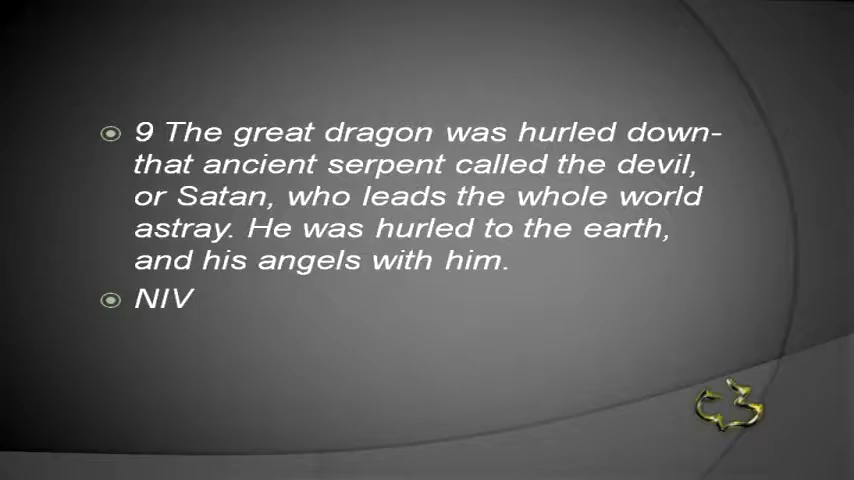 9 The great dragon was hurled down-
that ancient serpent called the devil,
or Satan, who leads the whole world
astray. He was hurled to the earth,
and his angels with him.
NIV